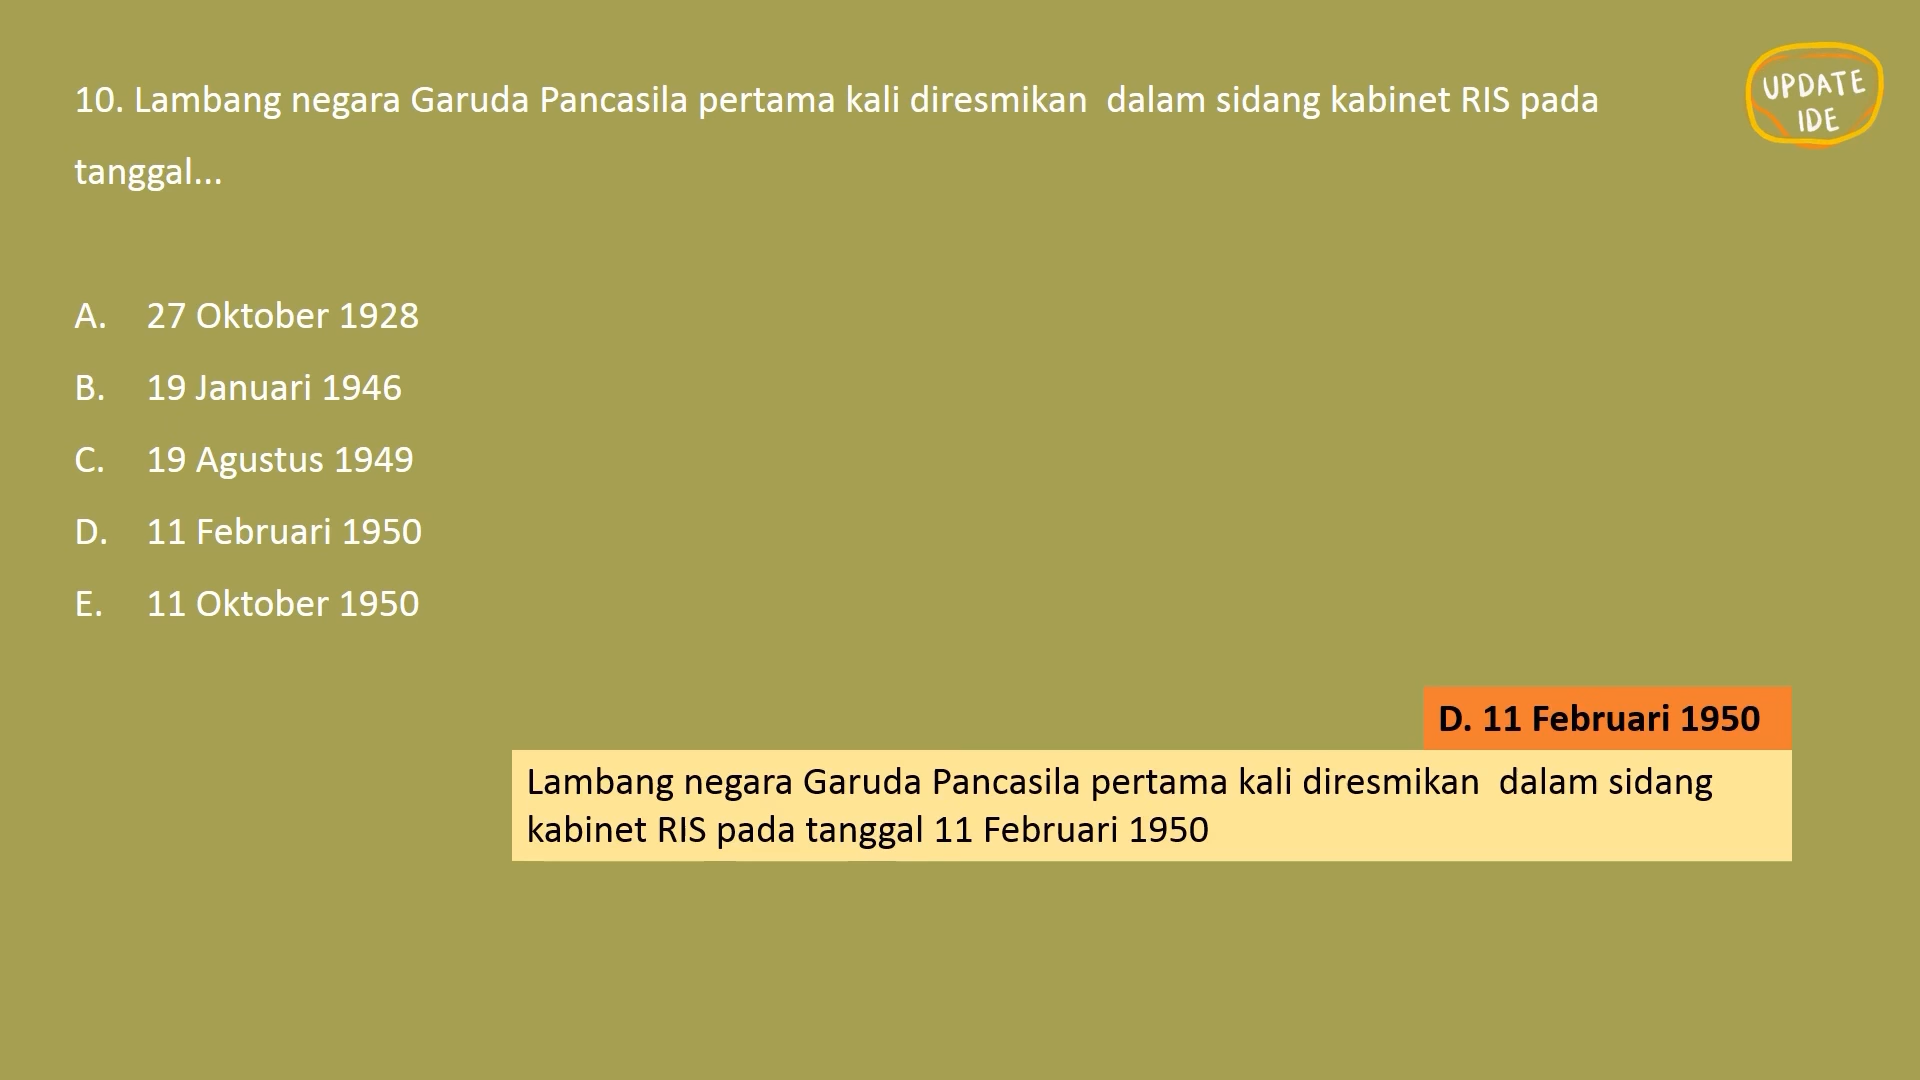 10. Lambang negara Garuda Pancasila pertama kali diresmikan  dalam sidang kabinet RIS pada
tanggal...
UPDATE
IDE
A. 27 Oktober 1928
B. 19 Januari 1946
C. 19 Agustus 1949
D. 11 Februari 1950
E. 11 Oktober 1950
D. 11 Februari 1950
Lambang negara Garuda Pancasila pertama kali diresmikan  dalam sidang
kabinet RIS pada tanggal 11 Februari 1950